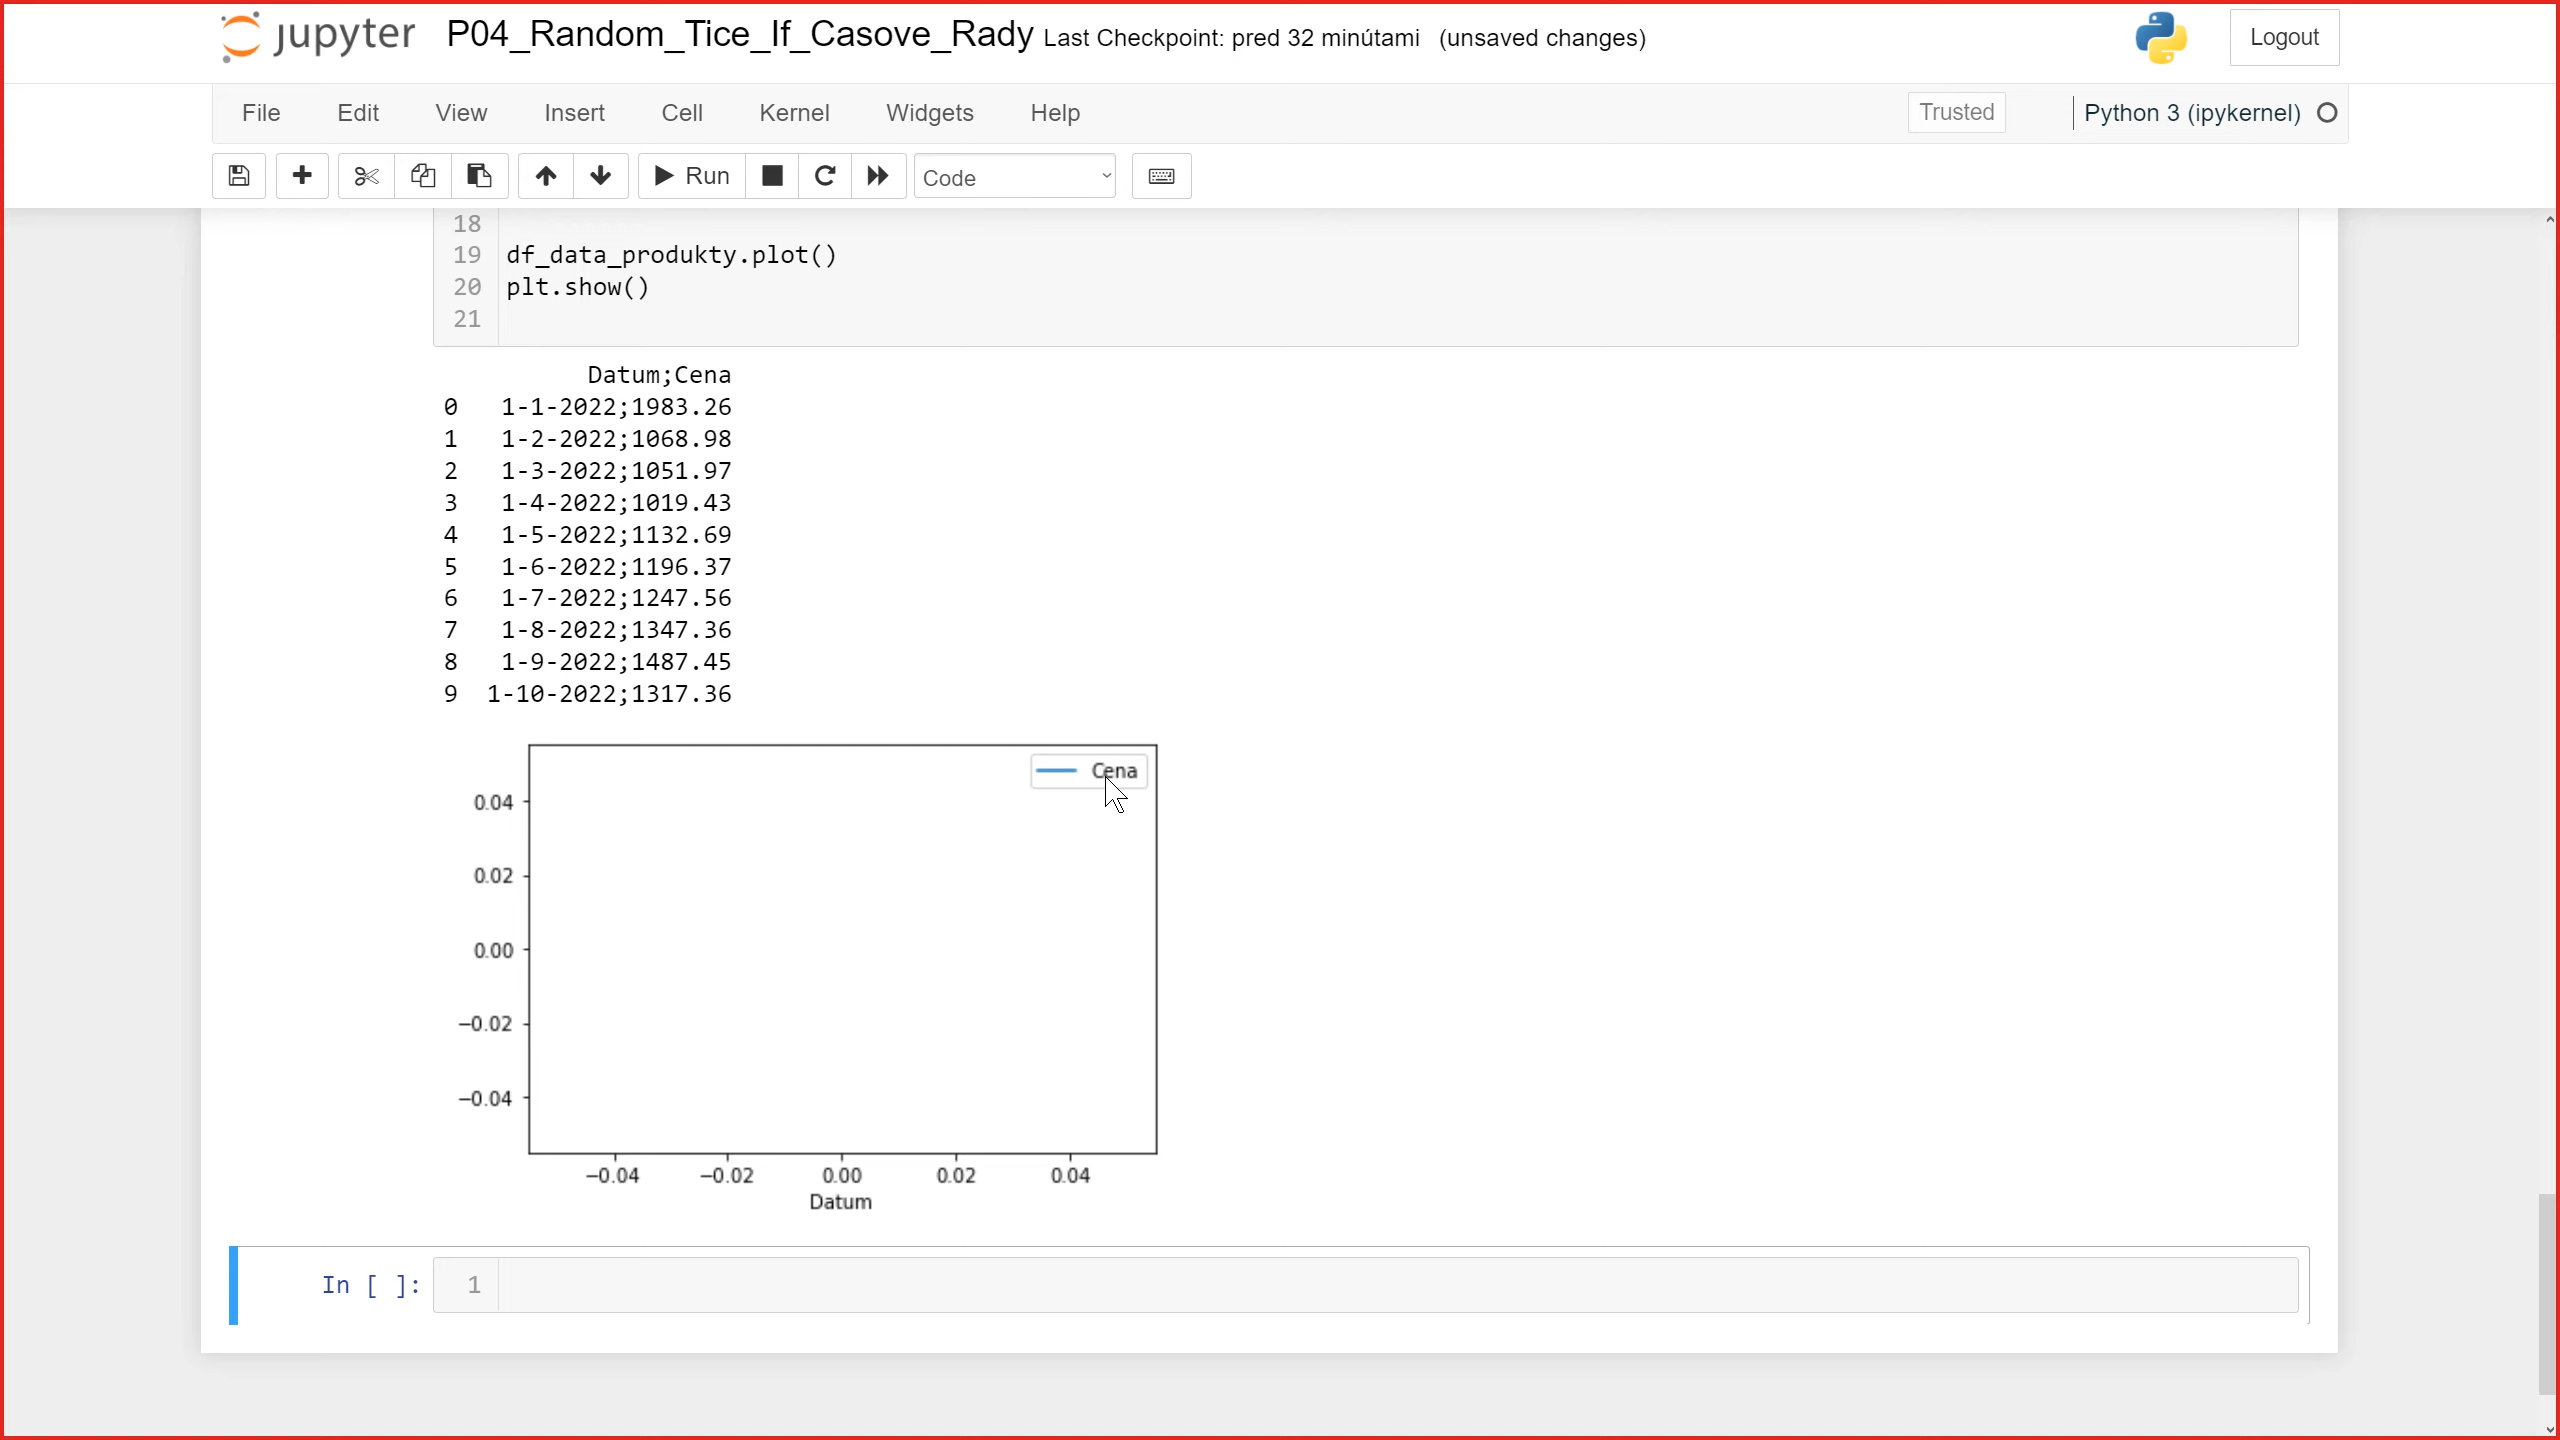 jupyter P04_Random_Tice_If_Casove_Rady Last Checkpoint: pred 32 minútami (unsaved changes) Logout
File Edit View Insert Cell Kernel Widgets Help Trusted Python 3 (ipykernel)
Run Code
18
19 df_data_produkty.plot()
20 plt.show()
21
Datum;Cena
0 1-1-2022;1983.26
1 1-2-2022;1068.98
2 1-3-2022;1051.97
3 1-4-2022;1019.43
4 1-5-2022;1132.69
5 1-6-2022;1196.37
6 1-7-2022;1247.56
7 1-8-2022;1347.36
8 1-9-2022;1487.45
9 1-10-2022;1317.36
Cena
0.04
0.02
0.00
−0.02
−0.04
−0.04 −0.02 0.00 0.02 0.04
Datum
In [ ]: 1